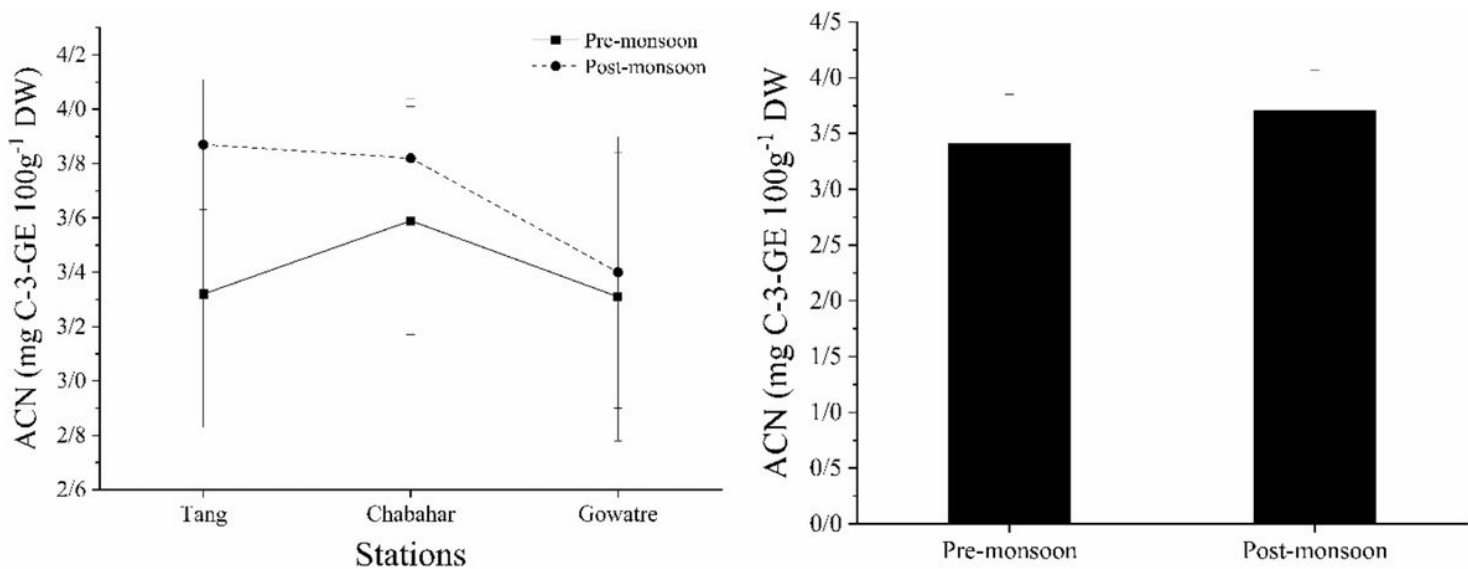 ACN (mg C-3-GE 100g⁻¹ DW)
4/2
4/0
3/8
3/6
3/4
3/2
3/0
2/8
2/6
Pre-monsoon
Post-monsoon
Tang Chabahar Gowatre
Stations
ACN (mg C-3-GE 100g⁻¹ DW
4/5
4/0
3/5
3/0
2/5
2/0
1/5
1/0
0/5
0/0
Pre-monsoon Post-monsoon